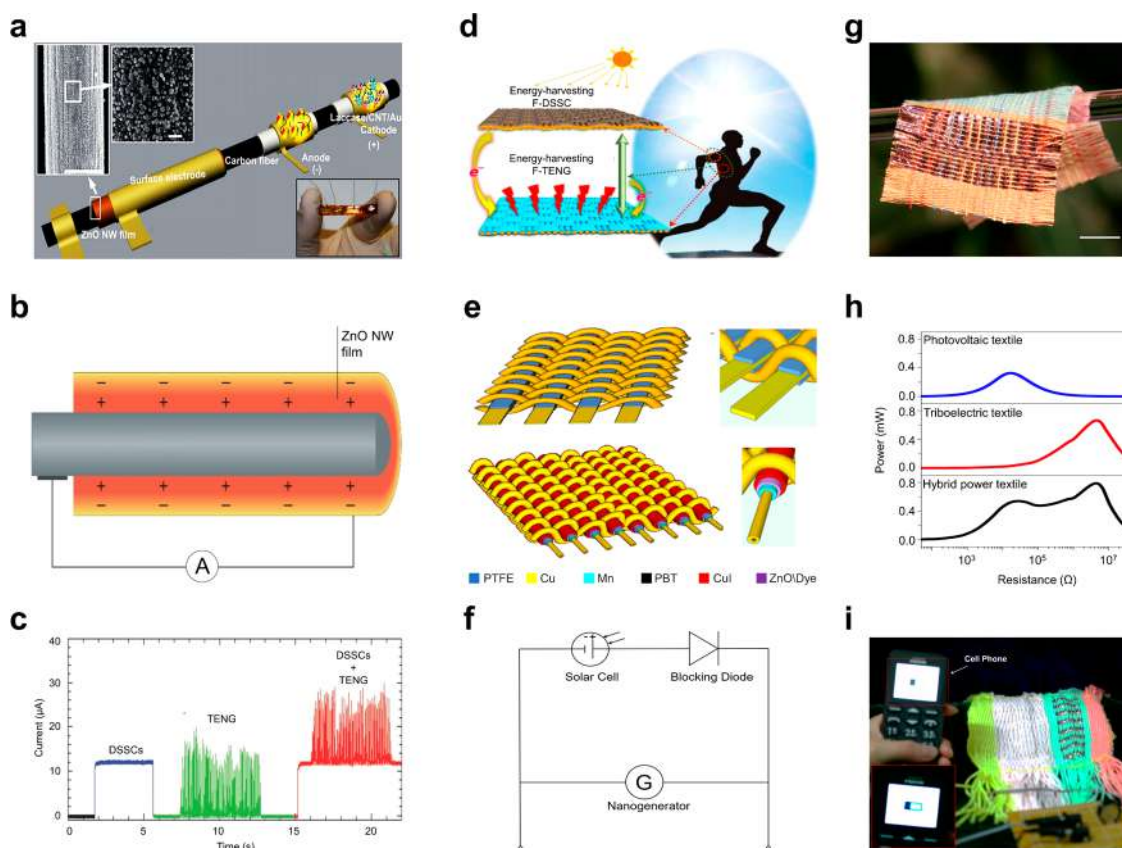 a
Laccase/CNT/Au
Cathode
(+)
Carbon fiber
Anode
(-)
Surface electrode
ZnO NW film
d
Energy-harvesting
F-DSSC
Energy-harvesting
F-TENG
e⁻
e⁻
g
b
ZnO NW
film
− − − − −
+ + + + +
+ + + + +
− − − − −
A
e
PTFE Cu Mn PBT CuI ZnO\Dye
h
Photovoltaic textile
0.8
0.4
0.0
Triboelectric textile
0.8
0.4
0.0
Hybrid power textile
0.8
0.4
0.0
Power (mW)
10³ 10⁵ 10⁷
Resistance (Ω)
c
40
30
20
10
0
Current (μA)
DSSCs
TENG
DSSCs
+
TENG
0 5 10 15 20
Time (s)
f
Solar Cell
Blocking Diode
G
Nanogenerator
i
Cell Phone